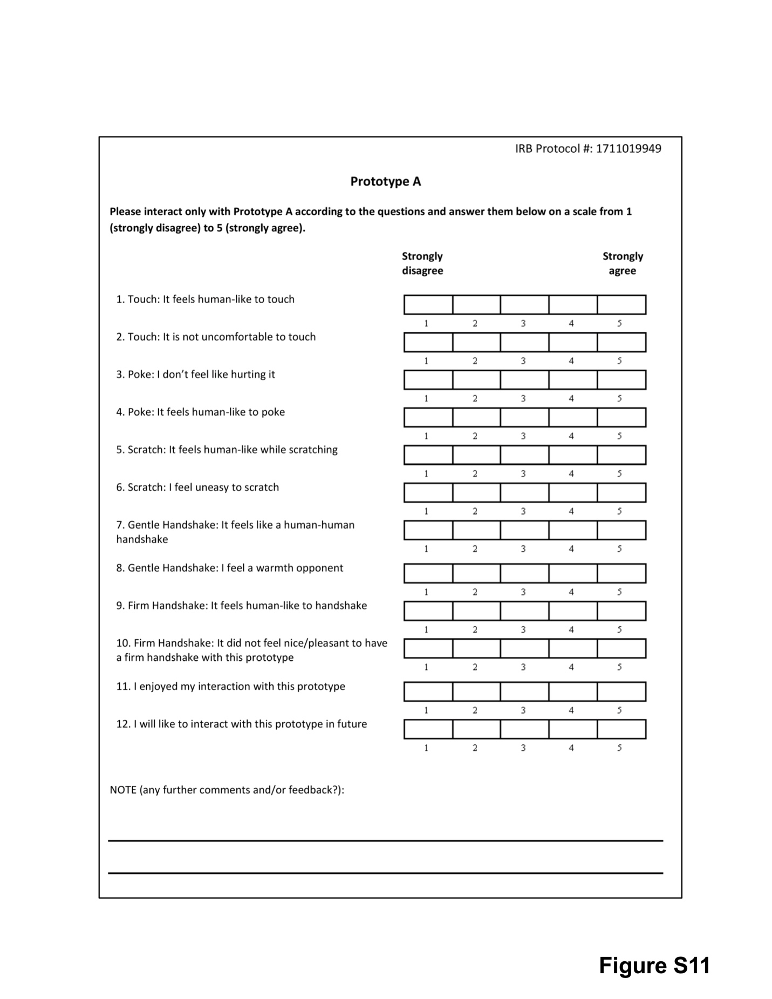 IRB Protocol #: 1711019949
Prototype A
Please interact only with Prototype A according to the questions and answer them below on a scale from 1
(strongly disagree) to 5 (strongly agree).
Strongly Strongly
disagree agree
1. Touch: It feels human-like to touch
1 2 3 4 5
2. Touch: It is not uncomfortable to touch
1 2 3 4 5
3. Poke: I don’t feel like hurting it
1 2 3 4 5
4. Poke: It feels human-like to poke
1 2 3 4 5
5. Scratch: It feels human-like while scratching
1 2 3 4 5
6. Scratch: I feel uneasy to scratch
1 2 3 4 5
7. Gentle Handshake: It feels like a human-human
handshake
1 2 3 4 5
8. Gentle Handshake: I feel a warmth opponent
1 2 3 4 5
9. Firm Handshake: It feels human-like to handshake
1 2 3 4 5
10. Firm Handshake: It did not feel nice/pleasant to have
a firm handshake with this prototype
1 2 3 4 5
11. I enjoyed my interaction with this prototype
1 2 3 4 5
12. I will like to interact with this prototype in future
1 2 3 4 5
NOTE (any further comments and/or feedback?):
Figure S11